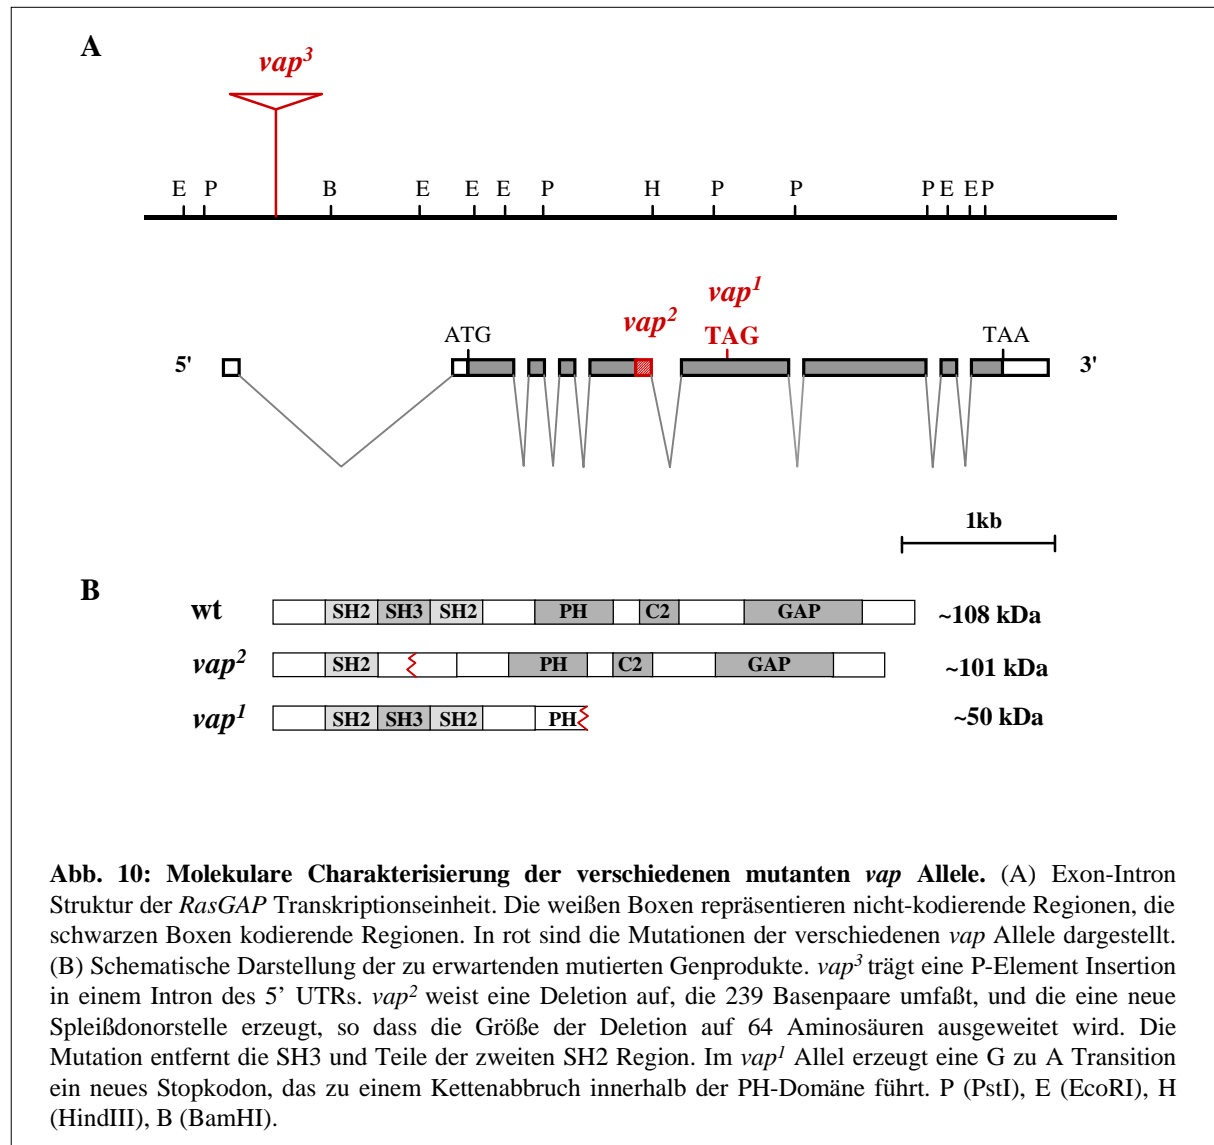 A
vap3
E P B E E E P H P P P E E P
vap1
vap2
ATG TAG TAA
5' 3'
1kb
B
wt SH2 SH3 SH2 PH C2 GAP ~108 kDa
vap2 SH2 PH C2 GAP ~101 kDa
vap1 SH2 SH3 SH2 PH ~50 kDa
Abb. 10: Molekulare Charakterisierung der verschiedenen mutanten vap Allele. (A) Exon-Intron
Struktur der RasGAP Transkriptionseinheit. Die weißen Boxen repräsentieren nicht-kodierende Regionen, die
schwarzen Boxen kodierende Regionen. In rot sind die Mutationen der verschiedenen vap Allele dargestellt.
(B) Schematische Darstellung der zu erwartenden mutierten Genprodukte. vap3 trägt eine P-Element Insertion
in einem Intron des 5’ UTRs. vap2 weist eine Deletion auf, die 239 Basenpaare umfaßt, und die eine neue
Spleißdonorstelle erzeugt, so dass die Größe der Deletion auf 64 Aminosäuren ausgeweitet wird. Die
Mutation entfernt die SH3 und Teile der zweiten SH2 Region. Im vap1 Allel erzeugt eine G zu A Transition
ein neues Stopkodon, das zu einem Kettenabbruch innerhalb der PH-Domäne führt. P (PstI), E (EcoRI), H
(HindIII), B (BamHI).